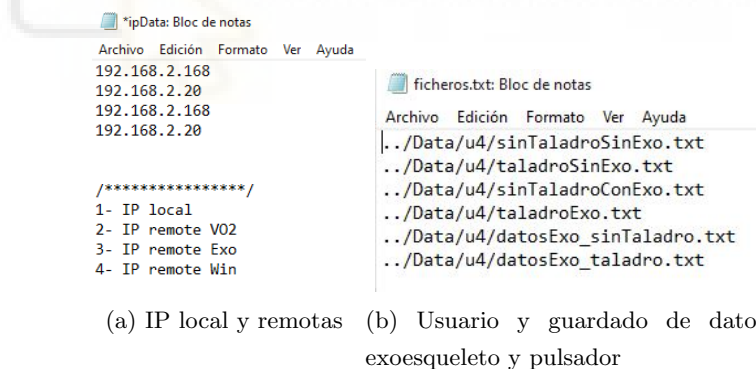 *ipData: Bloc de notas
Archivo Edición Formato Ver Ayuda
192.168.2.168
192.168.2.20
192.168.2.168
192.168.2.20
/****************/
1- IP local
2- IP remote VO2
3- IP remote Exo
4- IP remote Win
(a) IP local y remotas
ficheros.txt: Bloc de notas
Archivo Edición Formato Ver Ayuda
../Data/u4/sinTaladroSinExo.txt
../Data/u4/taladroSinExo.txt
../Data/u4/sinTaladroConExo.txt
../Data/u4/taladroExo.txt
../Data/u4/datosExo_sinTaladro.txt
../Data/u4/datosExo_taladro.txt
(b) Usuario y guardado de dato
exoesqueleto y pulsador